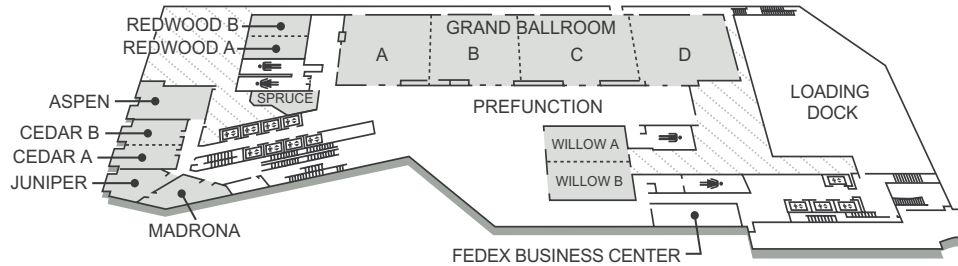 REDWOOD B
REDWOOD A
GRAND BALLROOM
A
B
C
D
ASPEN
SPRUCE
PREFUNCTION
LOADING
DOCK
CEDAR B
CEDAR A
JUNIPER
WILLOW A
WILLOW B
MADRONA
FEDEX BUSINESS CENTER